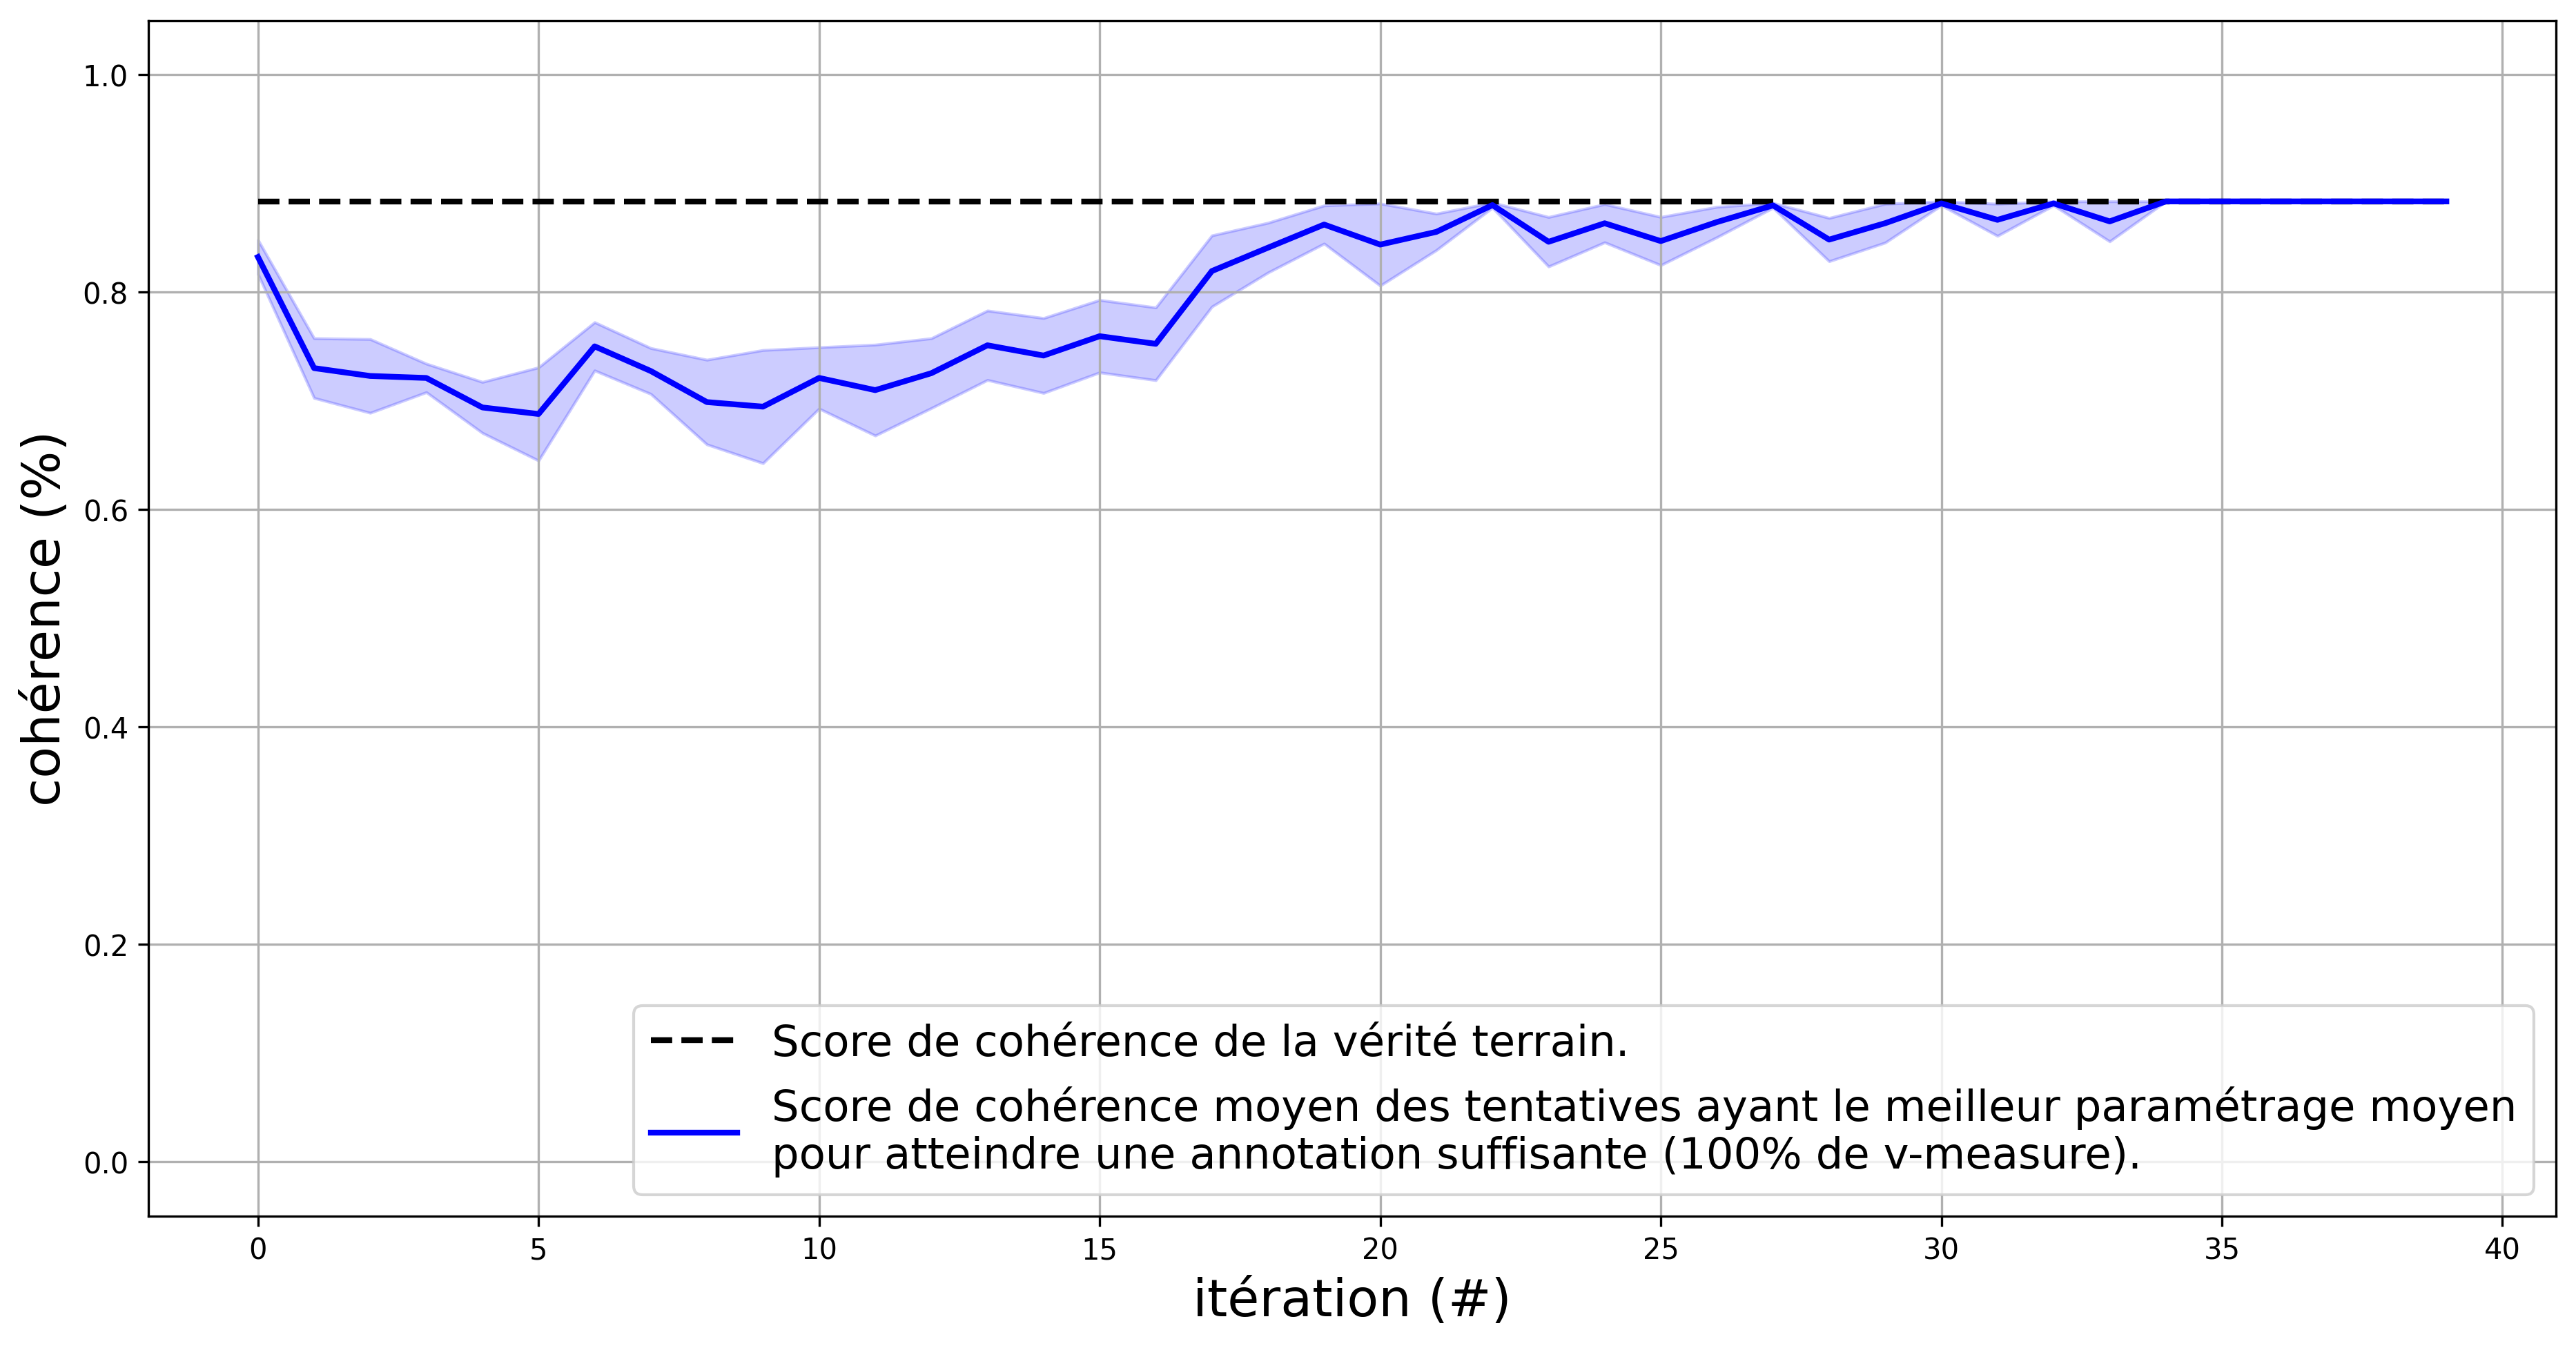 1.0
0.8
0.6
0.4
0.2
0.0
cohérence (%)
Score de cohérence de la vérité terrain.
Score de cohérence moyen des tentatives ayant le meilleur paramétrage moyen
pour atteindre une annotation suffisante (100% de v-measure).
0 5 10 15 20 25 30 35 40
itération (#)